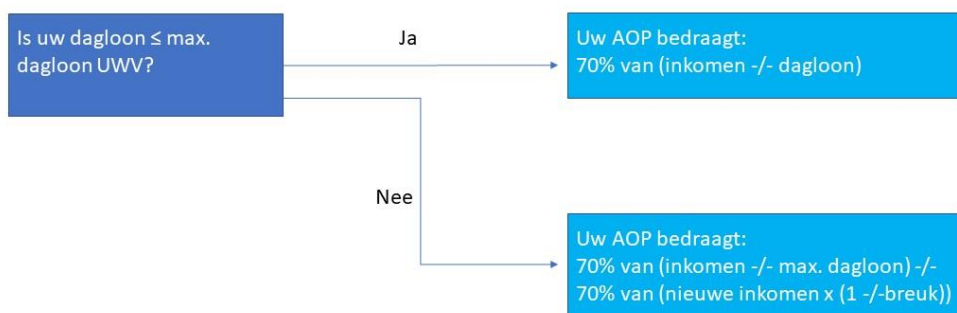 Is uw dagloon ≤ max.
dagloon UWV?
Ja
Uw AOP bedraagt:
70% van (inkomen -/- dagloon)
Nee
Uw AOP bedraagt:
70% van (inkomen -/- max. dagloon) -/-
70% van (nieuwe inkomen x (1 -/-breuk))